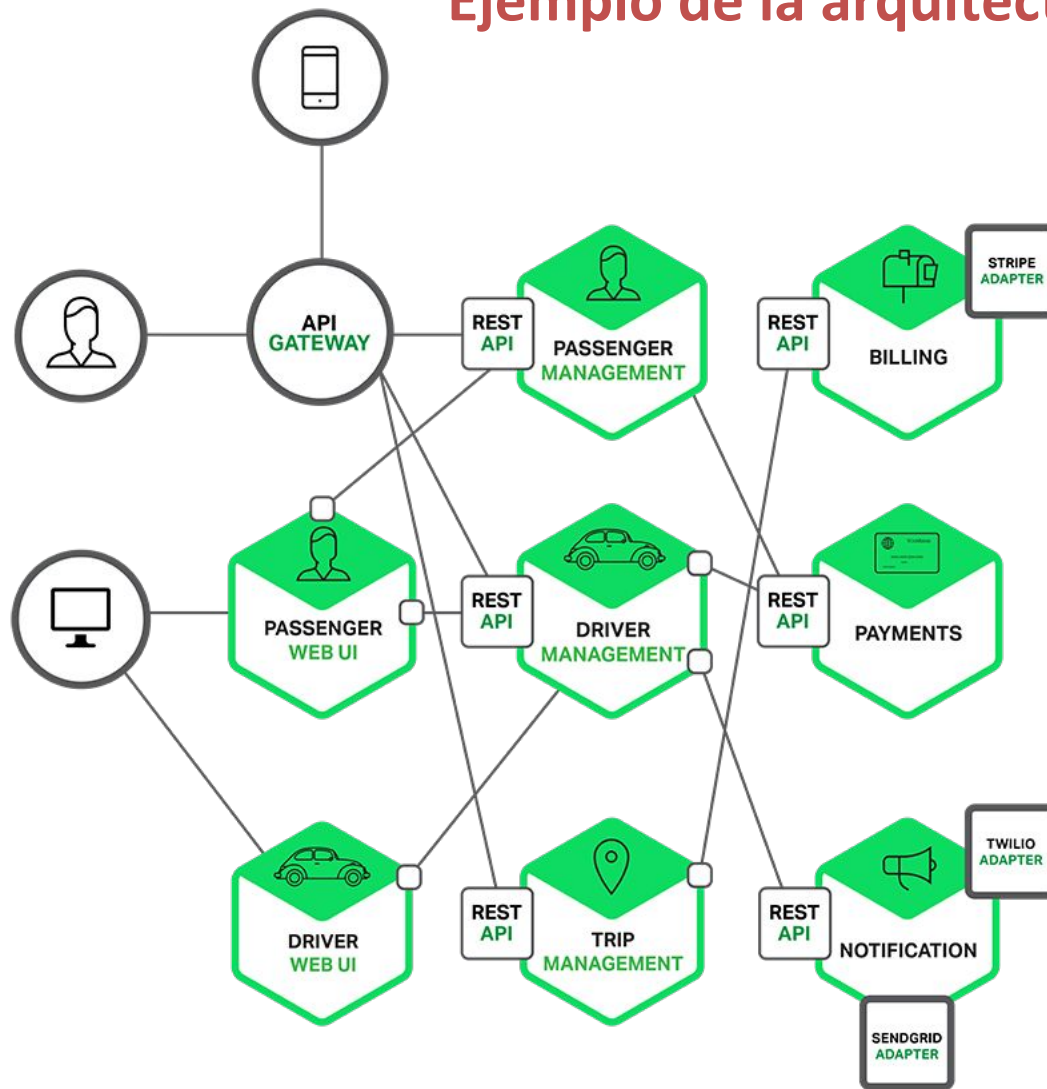 Ejemplo de la arquitectu
API
GATEWAY
REST
API
PASSENGER
MANAGEMENT
REST
API
BILLING
STRIPE
ADAPTER
PASSENGER
WEB UI
REST
API
DRIVER
MANAGEMENT
REST
API
PAYMENTS
DRIVER
WEB UI
REST
API
TRIP
MANAGEMENT
REST
API
NOTIFICATION
TWILIO
ADAPTER
SENDGRID
ADAPTER